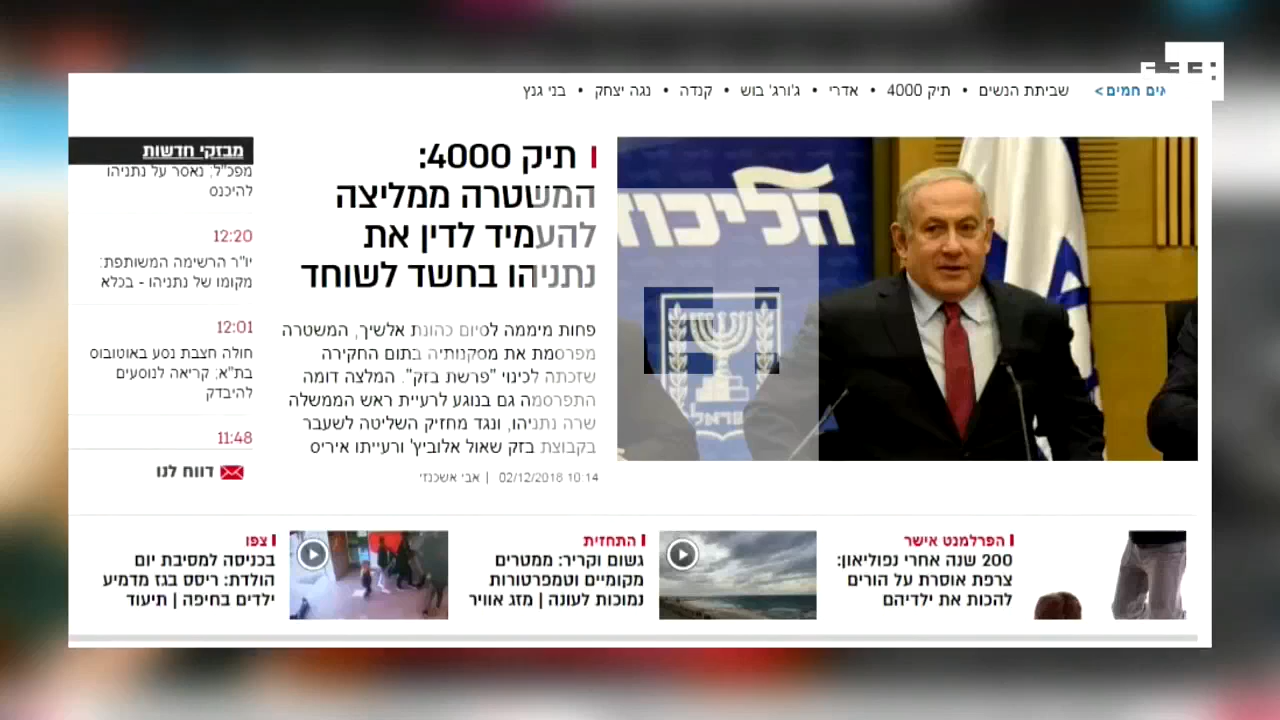 אים חמים >
שביתת הנשים • תיק 4000 • אדרי • ג'ורג' בוש • קנדה • נגה יצחק • בני גנץ
הליכוד
ישראל
תיק 4000:
המשטרה ממליצה
להעמיד לדין את
נתניהו בחשד לשוחד
פחות מיממה לסיום כהונת אלשיך, המשטרה
מפרסמת את מסקנותיה בתום החקירה
שזכתה לכינוי "פרשת בזק". המלצה דומה
התפרסמה גם בנוגע לרעיית ראש הממשלה
שרה נתניהו, ונגד מחזיק השליטה לשעבר
בקבוצת בזק שאול אלוביץ' ורעייתו איריס
10:14 02/12/2018 | אבי אשכנזי
מבזקי חדשות
מפכ"ל: נאסר על נתניהו
להיכנס
12:20
יו"ר הרשימה המשותפת:
מקומו של נתניהו - בכלא
12:01
חולה חצבת נסע באוטובוס
בת"א; קריאה לנוסעים
להיבדק
11:48
דווח לנו
הפרלמנט אישר
200 שנה אחרי נפוליאון:
צרפת אוסרת על הורים
להכות את ילדיהם
התחזית
גשום וקריר: ממטרים
מקומיים וטמפרטורות
נמוכות לעונה | מזג אוויר
צפו
בכניסה למסיבת יום
הולדת: ריסס בגז מדמיע
ילדים בחיפה | תיעוד